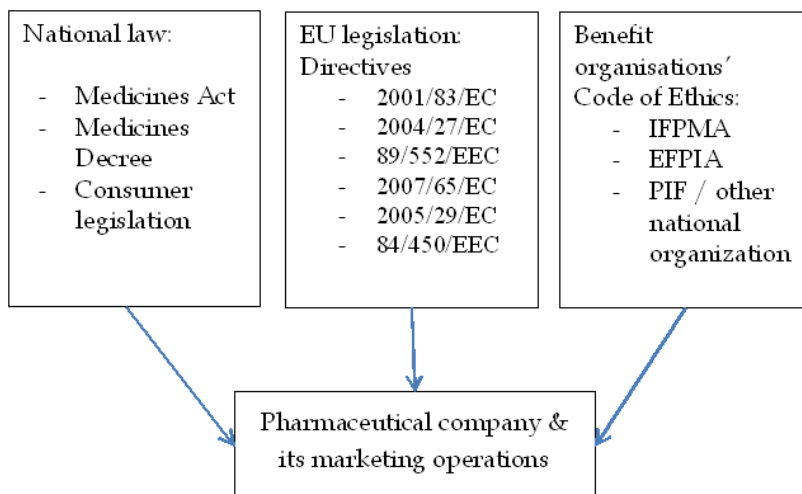 National law:
- Medicines Act
- Medicines
Decree
- Consumer
legislation
EU legislation:
Directives
- 2001/83/EC
- 2004/27/EC
- 89/552/EEC
- 2007/65/EC
- 2005/29/EC
- 84/450/EEC
Benefit
organisations´
Code of Ethics:
- IFPMA
- EFPIA
- PIF / other
national
organization
Pharmaceutical company &
its marketing operations